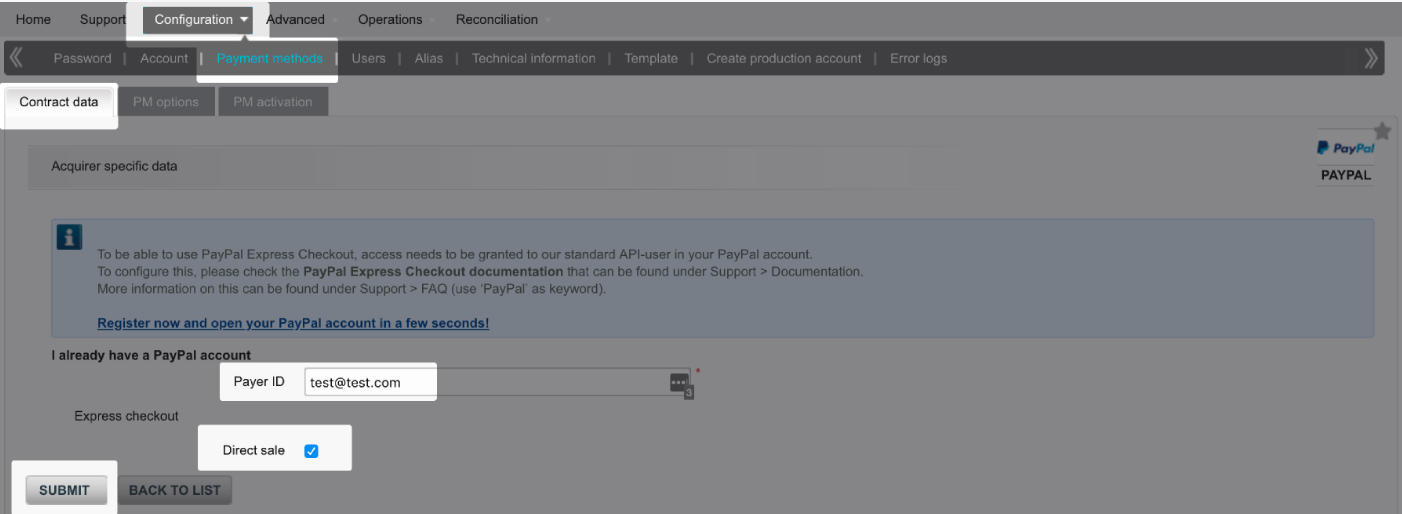 Home Support Configuration Advanced Operations Reconciliation
Password | Account | Payment methods | Users | Alias | Technical information | Template | Create production account | Error logs
Contract data PM options PM activation
PayPal
Acquirer specific data
PAYPAL
i
To be able to use PayPal Express Checkout, access needs to be granted to our standard API-user in your PayPal account.
To configure this, please check the PayPal Express Checkout documentation that can be found under Support > Documentation.
More information on this can be found under Support > FAQ (use 'PayPal' as keyword).
Register now and open your PayPal account in a few seconds!
I already have a PayPal account
Payer ID test@test.com 3 *
Express checkout
Direct sale
SUBMIT BACK TO LIST